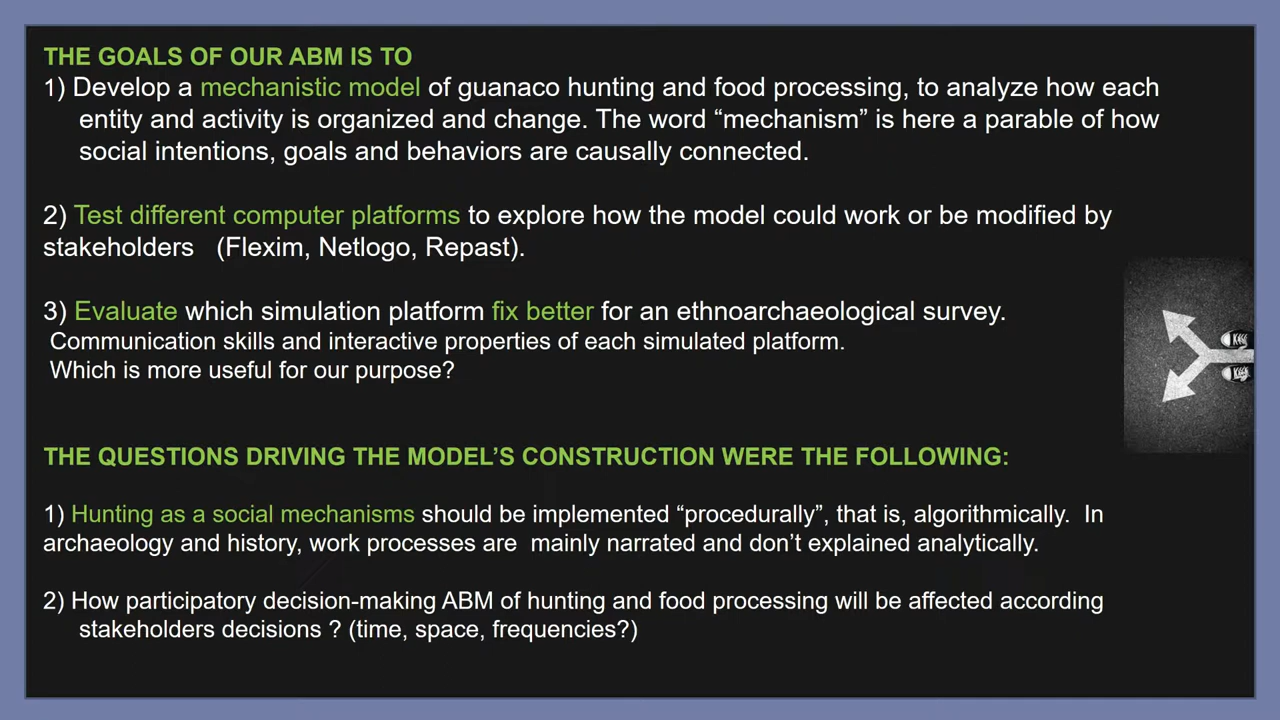 THE GOALS OF OUR ABM IS TO
1) Develop a mechanistic model of guanaco hunting and food processing, to analyze how each
entity and activity is organized and change. The word “mechanism” is here a parable of how
social intentions, goals and behaviors are causally connected.
2) Test different computer platforms to explore how the model could work or be modified by
stakeholders (Flexim, Netlogo, Repast).
3) Evaluate which simulation platform fix better for an ethnoarchaeological survey.
Communication skills and interactive properties of each simulated platform.
Which is more useful for our purpose?
THE QUESTIONS DRIVING THE MODEL’S CONSTRUCTION WERE THE FOLLOWING:
1) Hunting as a social mechanisms should be implemented “procedurally”, that is, algorithmically. In
archaeology and history, work processes are mainly narrated and don’t explained analytically.
2) How participatory decision-making ABM of hunting and food processing will be affected according
stakeholders decisions ? (time, space, frequencies?)